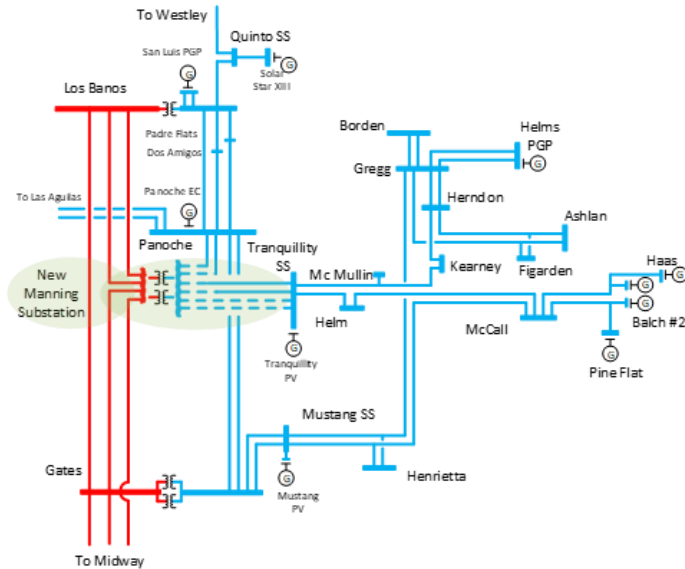 To Westley
Quinto SS
San Luis PGP
G
G
Solar
Star XIII
Los Banos
Padre Flats
Dos Amigos
Borden
Helms
PGP
G
Gregg
Herndon
To Las Aguilas
Panoche EC
G
Ashlan
Panoche
Tranquillity
SS
Mc Mullin
Kearney
Figarden
Haas
G
G
G
New
Manning
Substation
Helm
McCall
Balch #2
G
Tranquillity
PV
G
Pine Flat
Mustang SS
Gates
G
Mustang
PV
Henrietta
To Midway